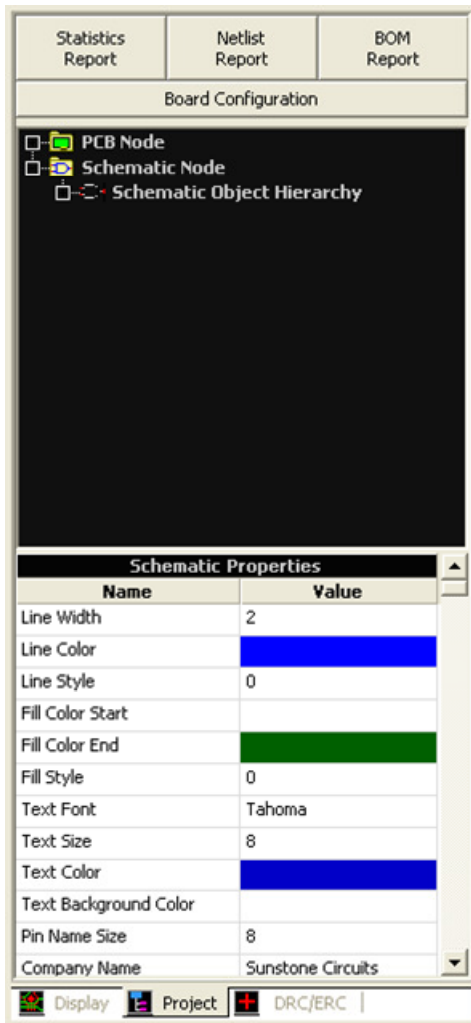 Statistics Report
Netlist Report
BOM Report
Board Configuration
PCB Node
Schematic Node
Schematic Object Hierarchy
Schematic Properties
Name Value
Line Width 2
Line Color
Line Style 0
Fill Color Start
Fill Color End
Fill Style 0
Text Font Tahoma
Text Size 8
Text Color
Text Background Color
Pin Name Size 8
Company Name Sunstone Circuits
Display Project DRC/ERC